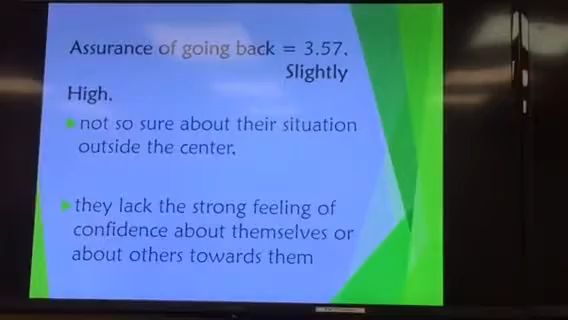 Assurance of going back = 3.57.
Slightly
High.
not so sure about their situation
outside the center.
they lack the strong feeling of
confidence about themselves or
about others towards them